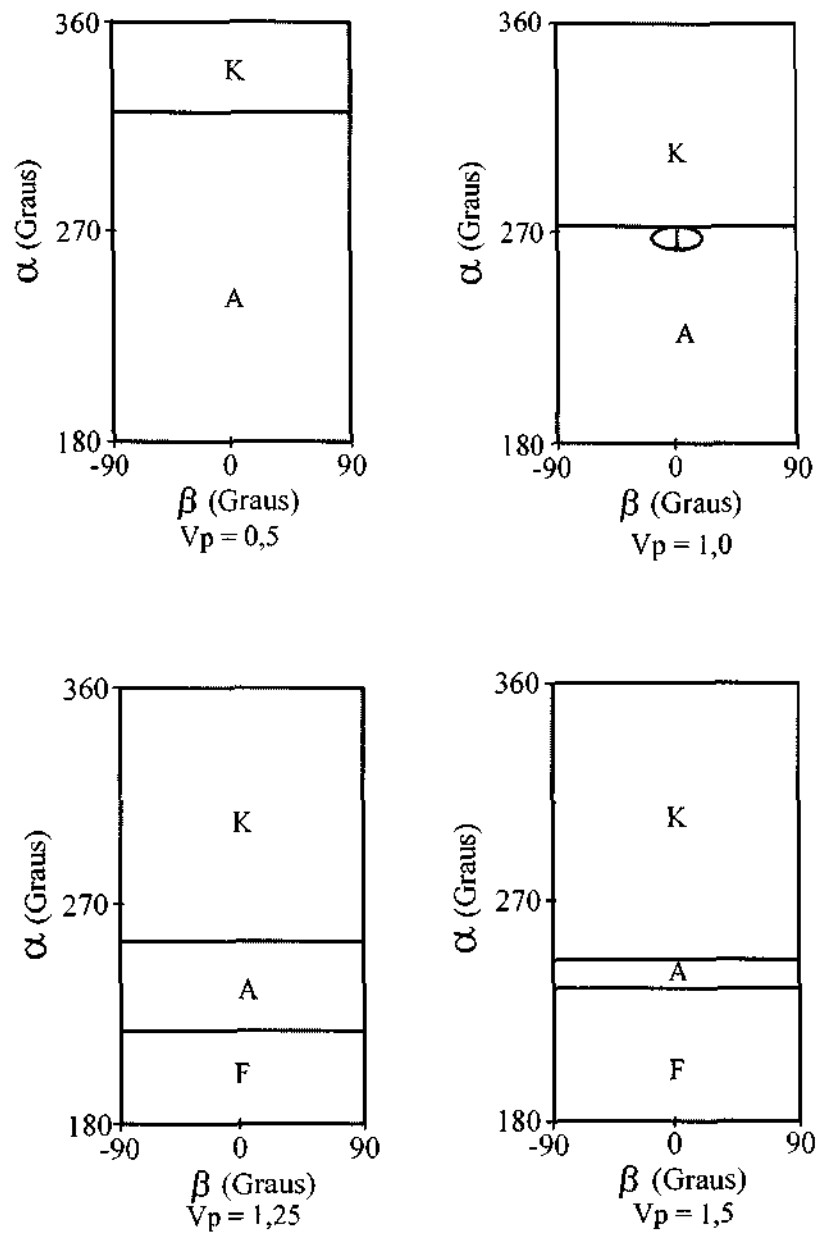 360
K
α (Graus)
270
A
180
-90 0 90
β (Graus)
Vp = 0,5
360
K
α (Graus)
270
A
180
-90 0 90
β (Graus)
Vp = 1,0
360
K
α (Graus)
270
A
F
180
-90 0 90
β (Graus)
Vp = 1,25
360
K
α (Graus)
270
A
F
180
-90 0 90
β (Graus)
Vp = 1,5